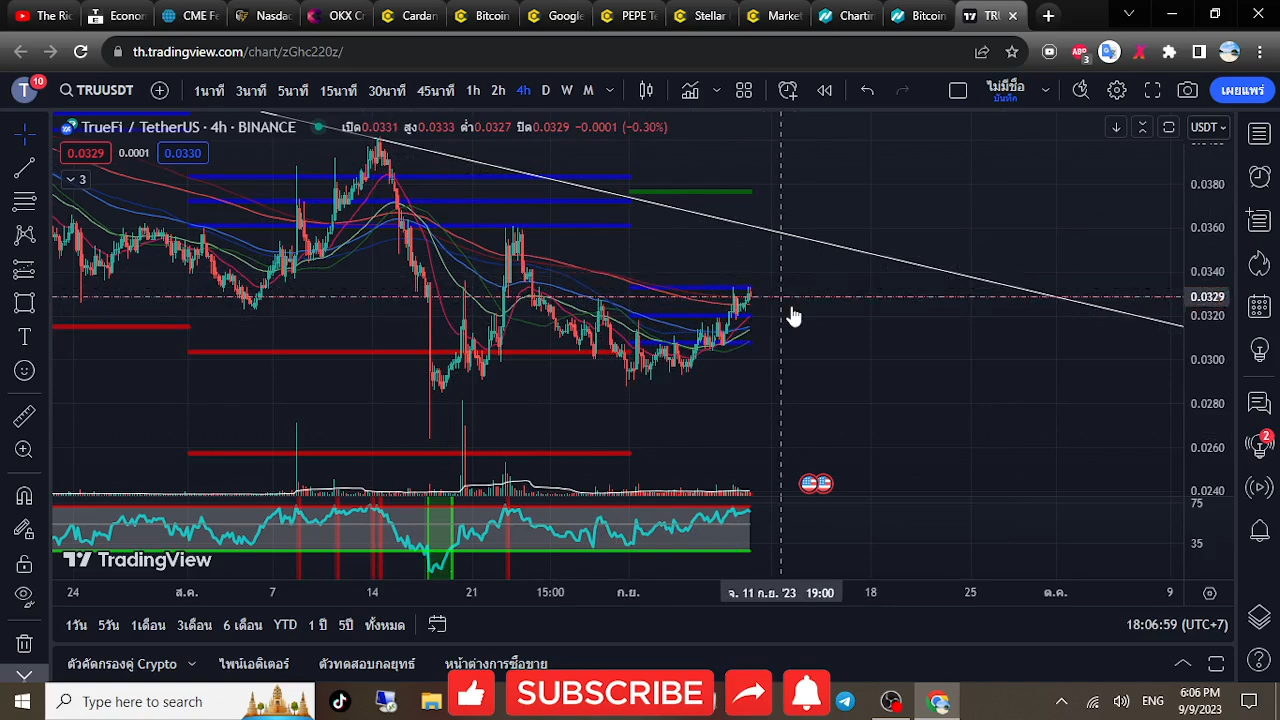 The Ri
Econor
CME Fe
Nasdac
OKX C
Cardan
Bitcoin
Google
PEPE Te
Stellar (
Market
Chartin
Bitcoin
TRU
th.tradingview.com/chart/zGhc220z/
3
T
10
TRUUSDT
1นาที
3นาที
5นาที
15นาที
30นาที
45นาที
1h
2h
4h
D
W
M
ไม่มีชื่อ
บันทึก
เผยแพร่
TrueFi / TetherUS · 4h · BINANCE
เปิด0.0331 สูง0.0333 ต่ำ0.0327 ปิด0.0329 −0.0001 (−0.30%)
USDT
0.0329
0.0001
0.0330
3
0.0380
0.0360
0.0340
0.0329
0.0320
0.0300
0.0280
0.0260
0.0240
75
35
2
TradingView
24
ส.ค.
7
14
21
15:00
ก.ย.
จ. 11 ก.ย. '23 19:00
18
25
ต.ค.
9
1วัน
5วัน
1เดือน
3เดือน
6 เดือน
YTD
1 ปี
5ปี
ทั้งหมด
18:06:59 (UTC+7)
ตัวคัดกรองคู่ Crypto
ไพน์เอดิเตอร์
ตัวทดสอบกลยุทธ์
หน้าต่างการซื้อขาย
SUBSCRIBE
Type here to search
ENG
6:06 PM
9/9/2023